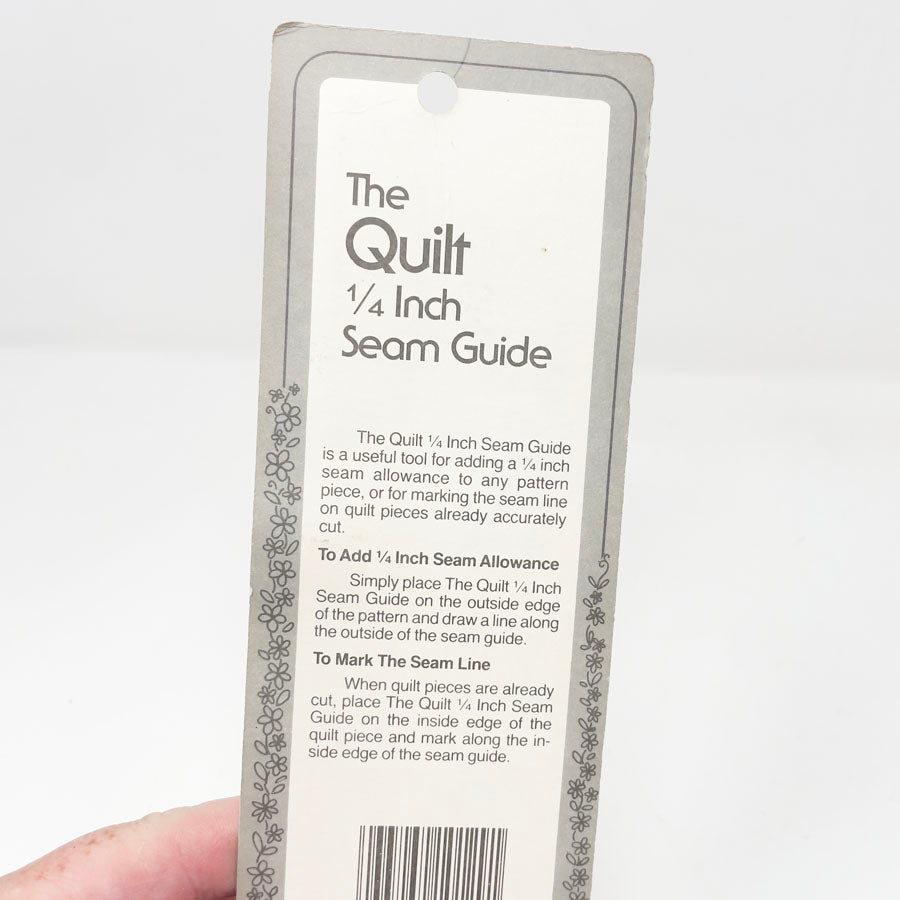 The
Quilt
¼ Inch
Seam Guide
The Quilt ¼ Inch Seam Guide
is a useful tool for adding a ¼ inch
seam allowance to any pattern
piece, or for marking the seam line
on quilt pieces already accurately
cut.
To Add ¼ Inch Seam Allowance
Simply place The Quilt ¼ Inch
Seam Guide on the outside edge
of the pattern and draw a line along
the outside of the seam guide.
To Mark The Seam Line
When quilt pieces are already
cut, place The Quilt ¼ Inch Seam
Guide on the inside edge of the
quilt piece and mark along the in-
side edge of the seam guide.